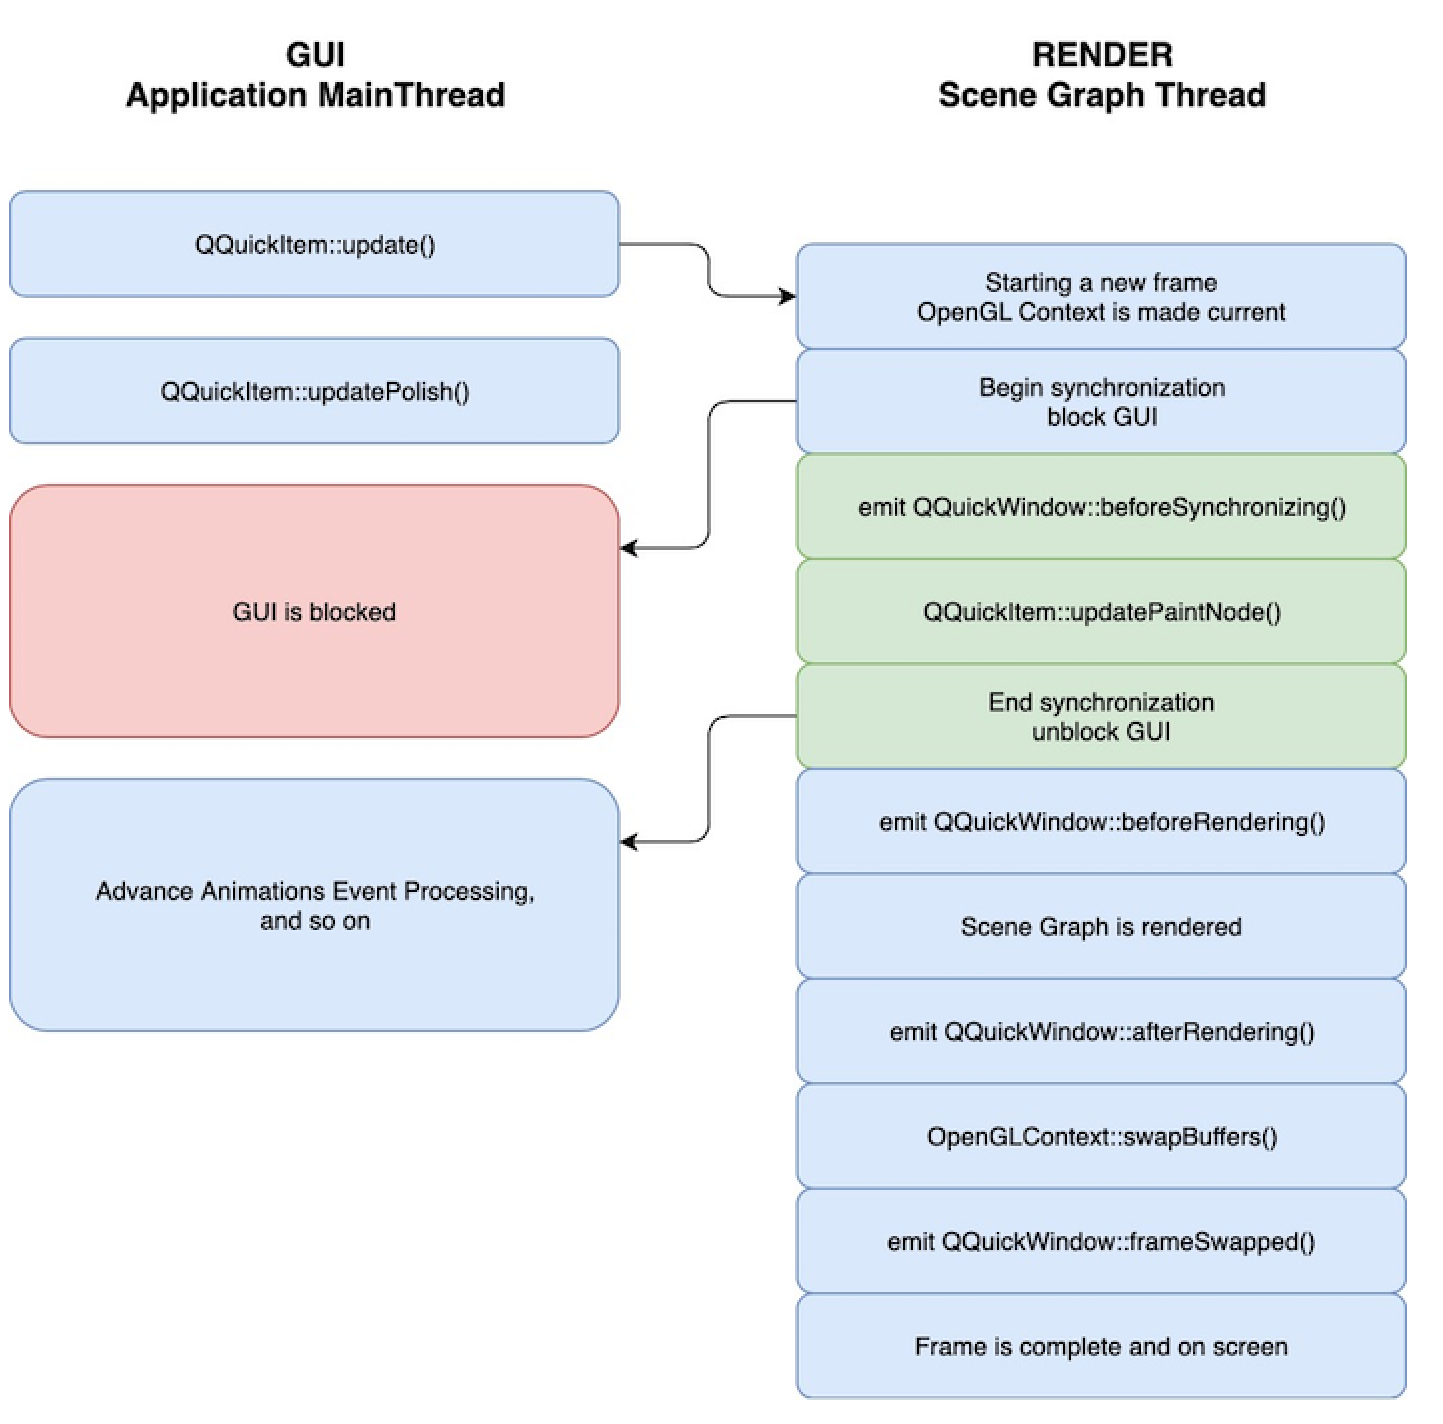 GUI
Application MainThread
QQuickItem::update()
QQuickItem::updatePolish()
GUI is blocked
Advance Animations Event Processing,
and so on
RENDER
Scene Graph Thread
Starting a new frame
OpenGL Context is made current
Begin synchronization
block GUI
emit QQuickWindow::beforeSynchronizing()
QQuickItem::updatePaintNode()
End synchronization
unblock GUI
emit QQuickWindow::beforeRendering()
Scene Graph is rendered
emit QQuickWindow::afterRendering()
OpenGLContext::swapBuffers()
emit QQuickWindow::frameSwapped()
Frame is complete and on screen